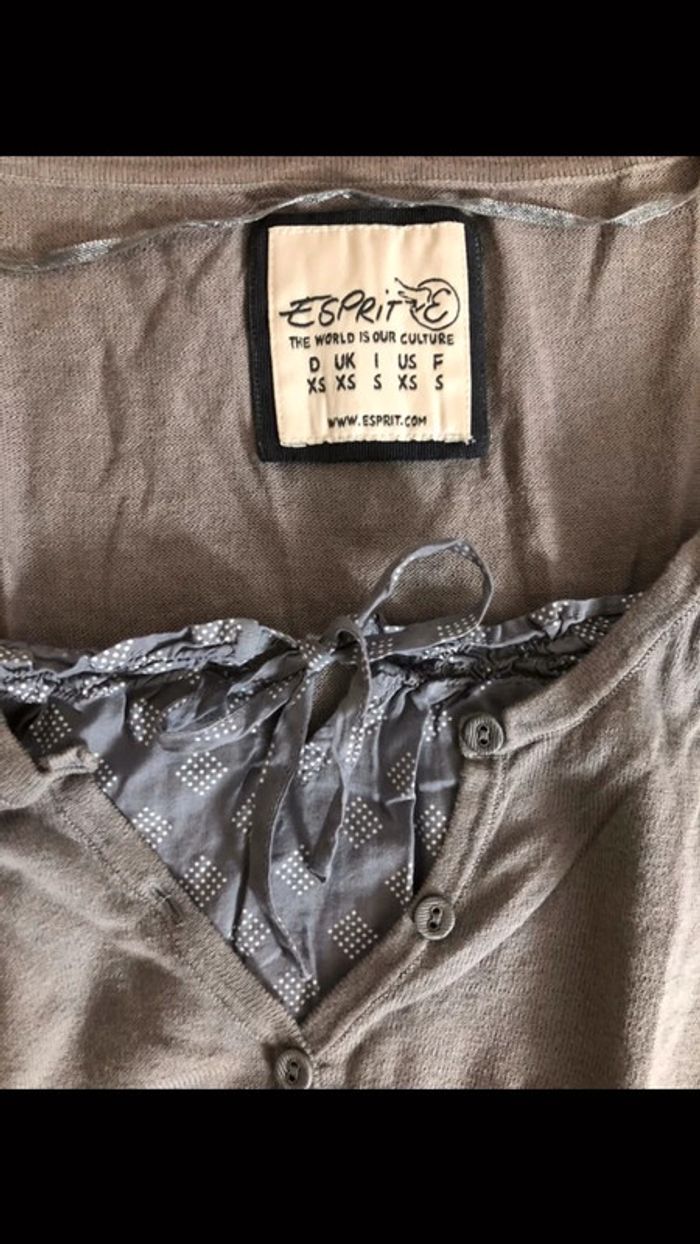 ESPRIT E
THE WORLD IS OUR CULTURE
D UK I US F
XS XS S XS S
WWW.ESPRIT.COM